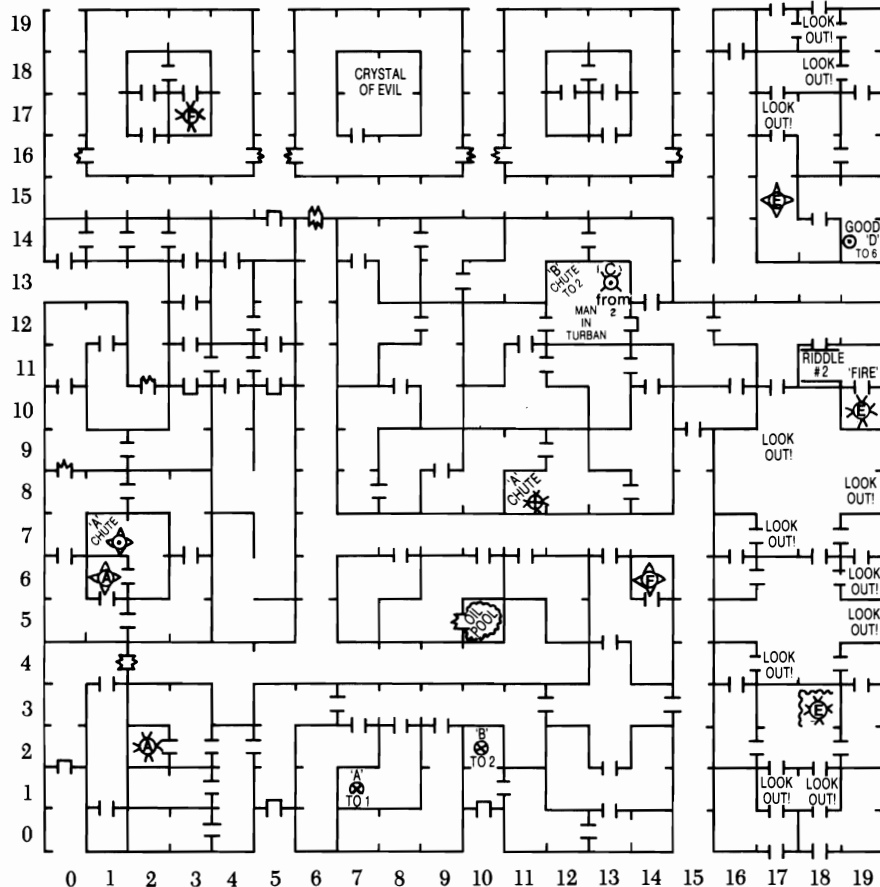 19
LOOK
OUT!
18
CRYSTAL
OF EVIL
LOOK
OUT!
17
E
LOOK
OUT!
16
15
E
14
GOOD
'D'
TO 6
13
'B'
CHUTE
TO 2
C
from
2
12
MAN
IN
TURBAN
11
RIDDLE
#2
'FIRE'
10
E
9
LOOK
OUT!
8
'A'
CHUTE
LOOK
OUT!
7
'A'
CHUTE
LOOK
OUT!
6
A
F
LOOK
OUT!
5
OIL
POOL
LOOK
OUT!
4
LOOK
OUT!
3
E
2
A
'B'
TO 2
1
'A'
TO 1
LOOK
OUT!
LOOK
OUT!
0
0 1 2 3 4 5 6 7 8 9 10 11 12 13 14 15 16 17 18 19